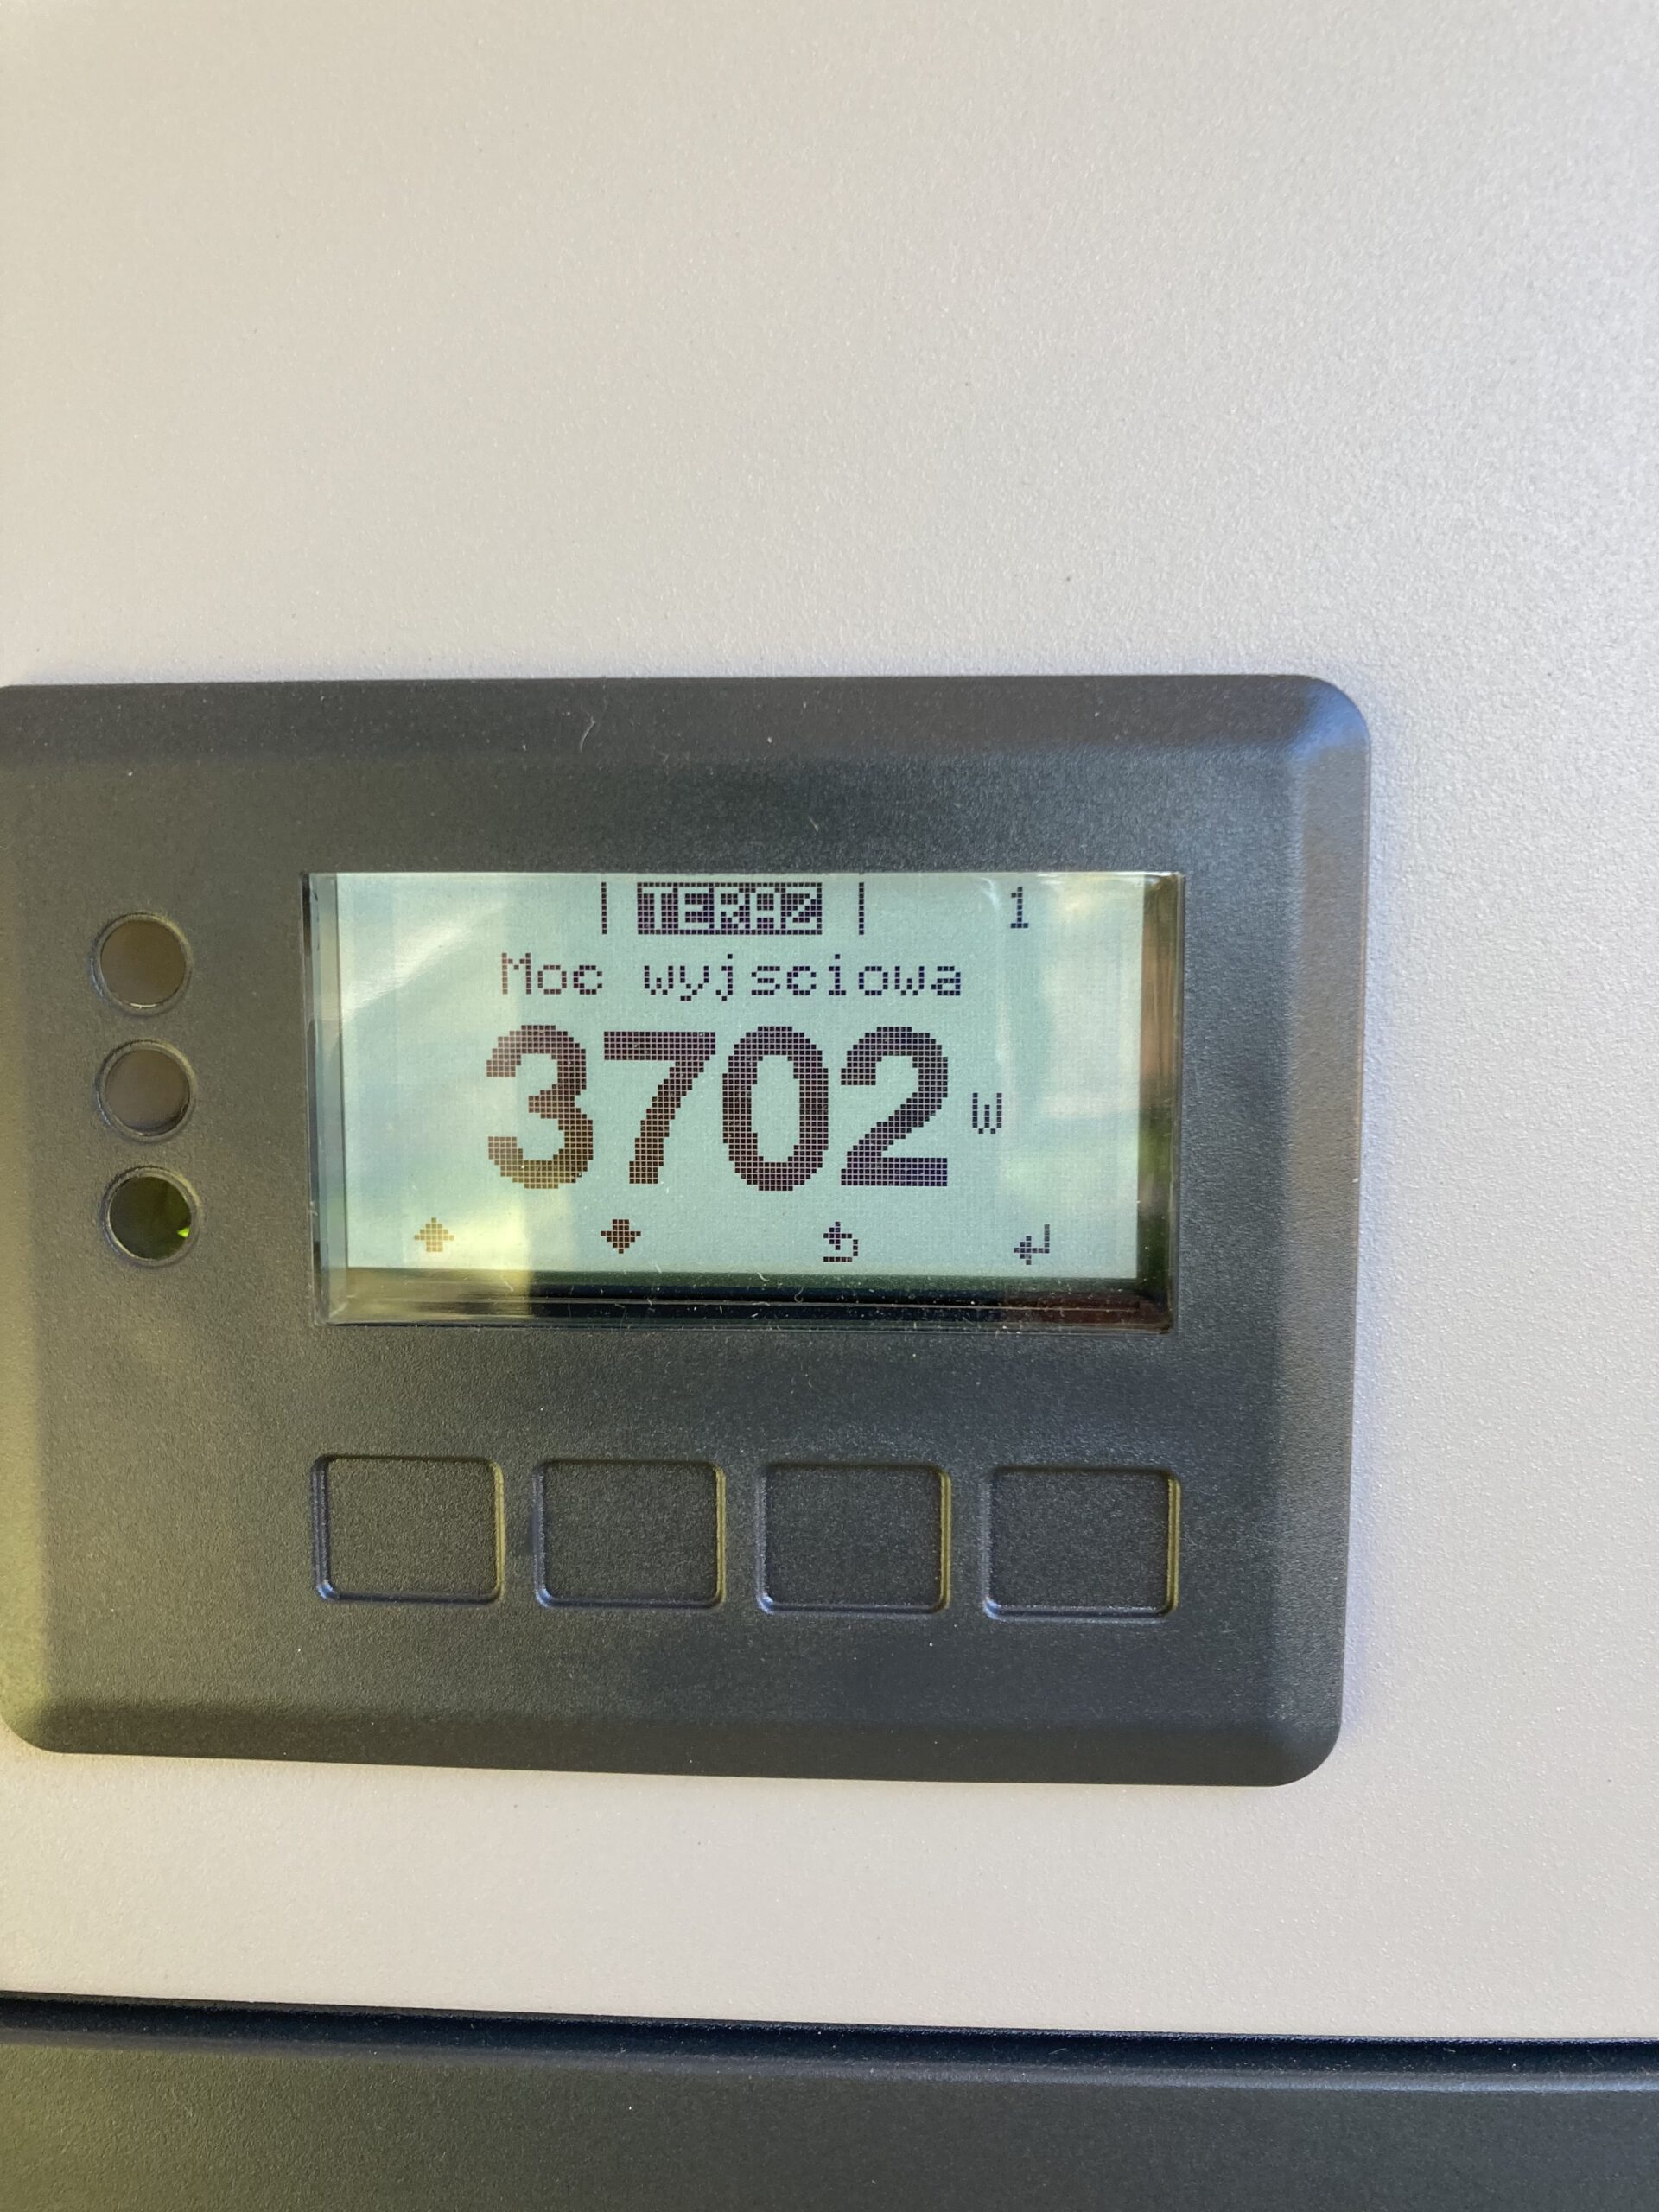 | TERAZ | 1
Moc wyjsciowa
3702 W